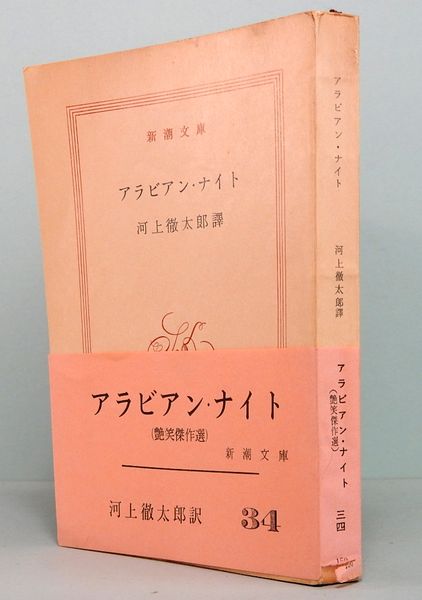 新潮文庫
アラビアン・ナイト
河上徹太郎譯
アラビアン・ナイト
(艶笑傑作選)
新潮文庫
河上徹太郎訳
34
アラビアン・ナイト
河上徹太郎譯
アラビアン・ナイト
(艶笑傑作選)
三四